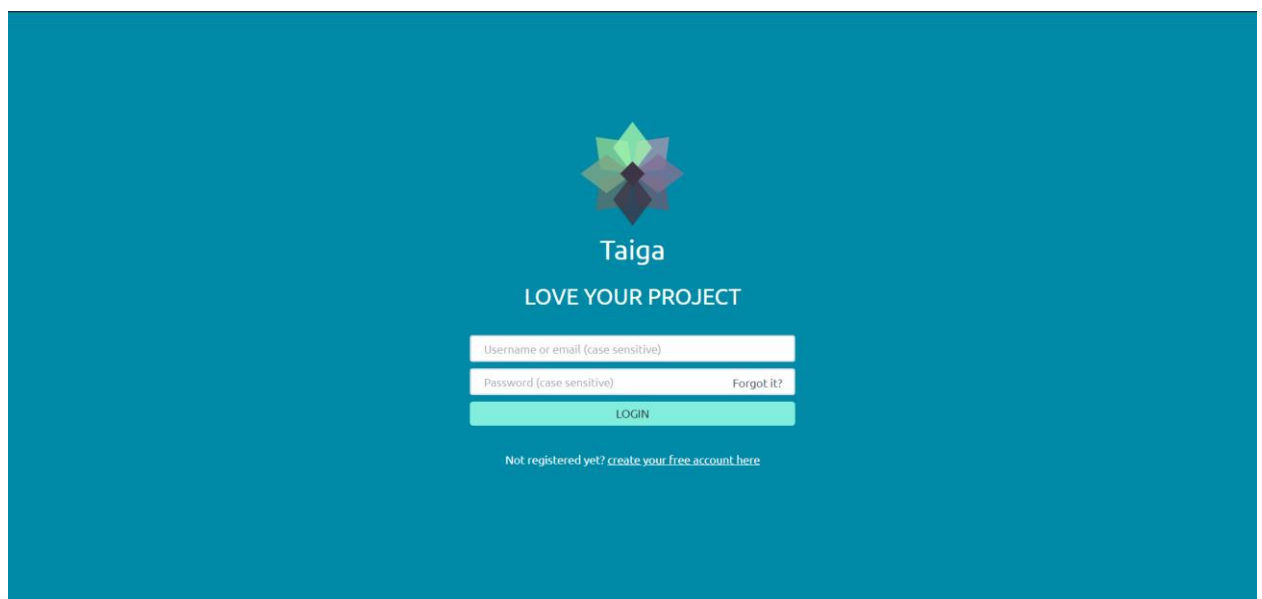 Taiga
LOVE YOUR PROJECT
Username or email (case sensitive)
Password (case sensitive) Forgot it?
LOGIN
Not registered yet? create your free account here